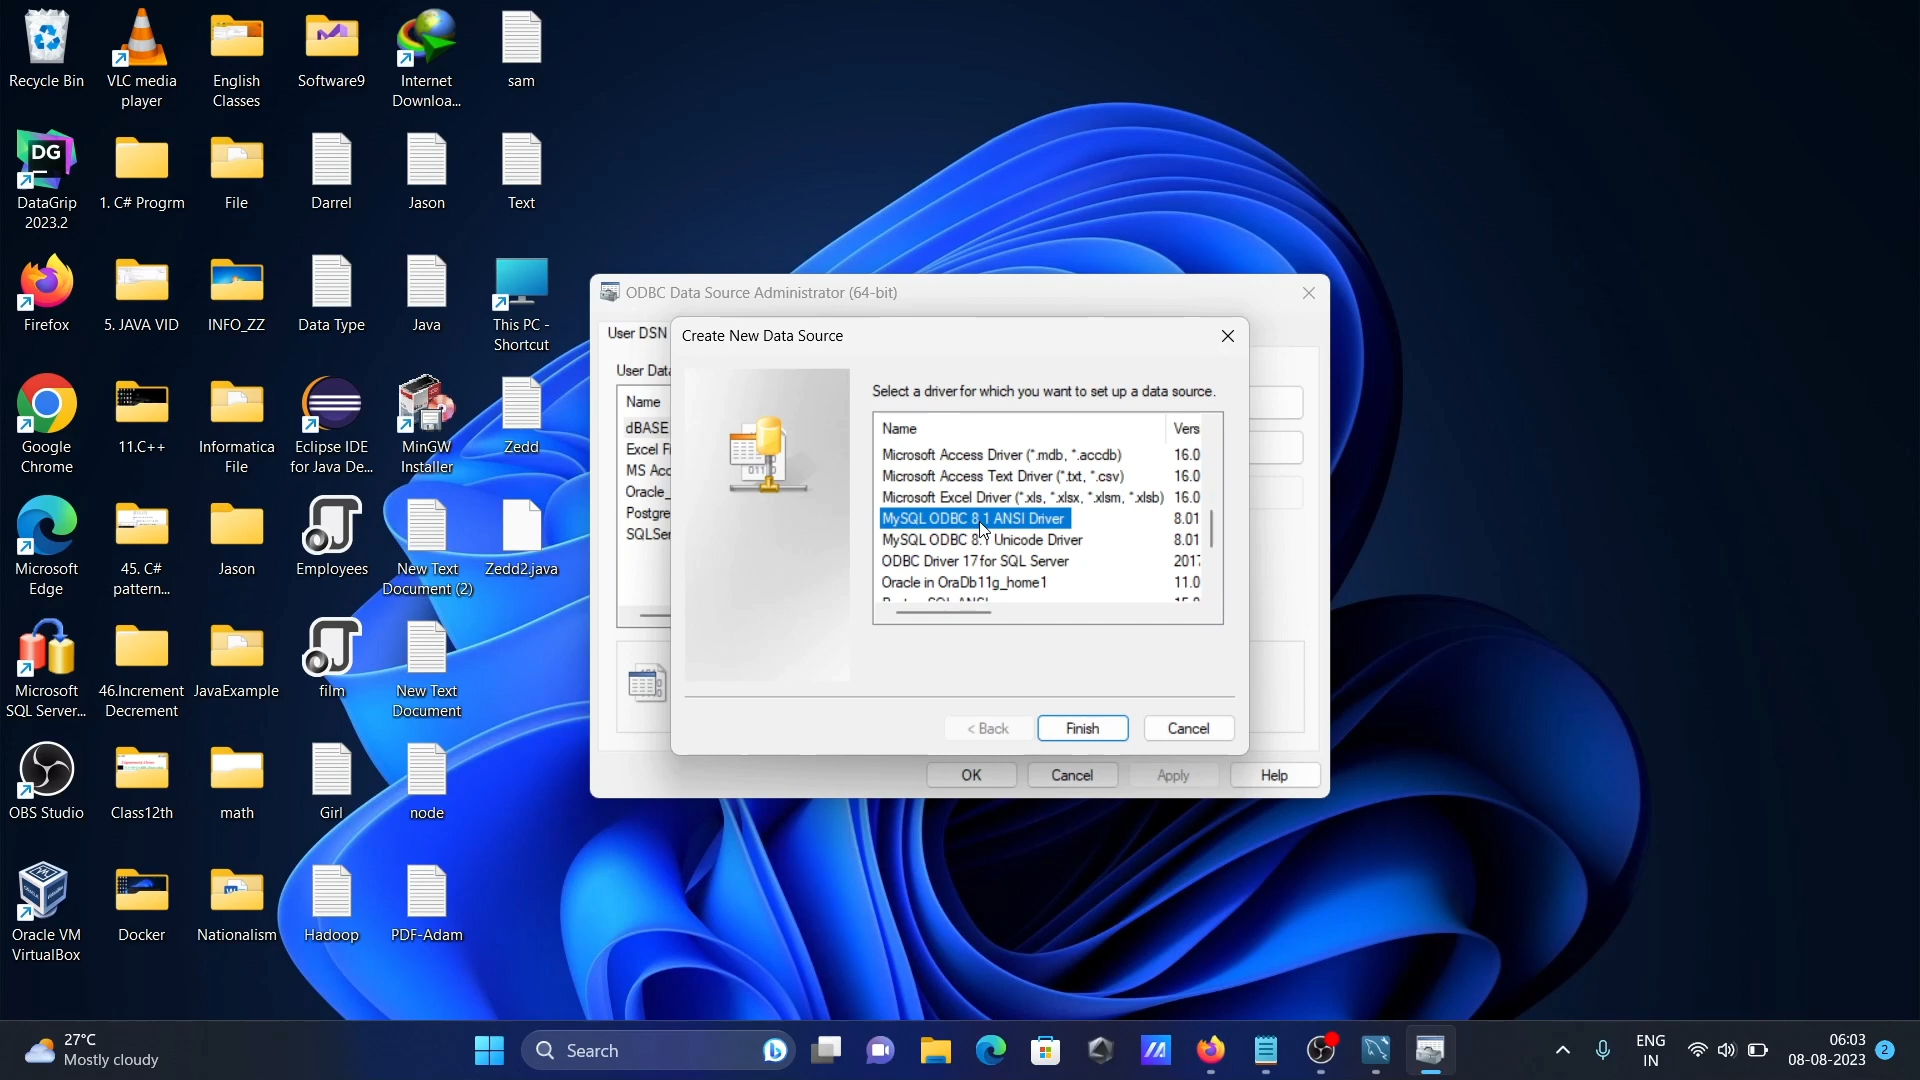 Recycle Bin
VLC media
player
English
Classes
Software9
Internet
Downloa...
sam
DG
DataGrip
2023.2
1. C# Progrm
File
Darrel
Jason
Text
Firefox
5. JAVA VID
INFO_ZZ
Data Type
Java
This PC -
Shortcut
Google
Chrome
11.C++
Informatica
File
Eclipse IDE
for Java De...
MinGW
Installer
Zedd
Microsoft
Edge
45. C#
pattern...
Jason
Employees
New Text
Document (2)
Zedd2.java
Microsoft
SQL Server...
46.Increment
Decrement
JavaExample
film
New Text
Document
OBS Studio
Class12th
math
Girl
node
Oracle VM
VirtualBox
Docker
Nationalism
Hadoop
PDF-Adam
ODBC Data Source Administrator (64-bit)
User DSN
User Data
Name
dBASE
Excel Fi
MS Acc
Oracle_
Postgre
SQLSer
Create New Data Source
Select a driver for which you want to set up a data source.
Name Vers
Microsoft Access Driver (*.mdb, *.accdb) 16.0
Microsoft Access Text Driver (*.txt, *.csv) 16.0
Microsoft Excel Driver (*.xls, *.xlsx, *.xlsm, *.xlsb) 16.0
MySQL ODBC 8.1 ANSI Driver 8.01
MySQL ODBC 8.1 Unicode Driver 8.01
ODBC Driver 17 for SQL Server 2017
Oracle in OraDb11g_home1 11.0
< Back Finish Cancel
OK Cancel Apply Help
27°C
Mostly cloudy
Search
ENG
IN
06:03
08-08-2023
2